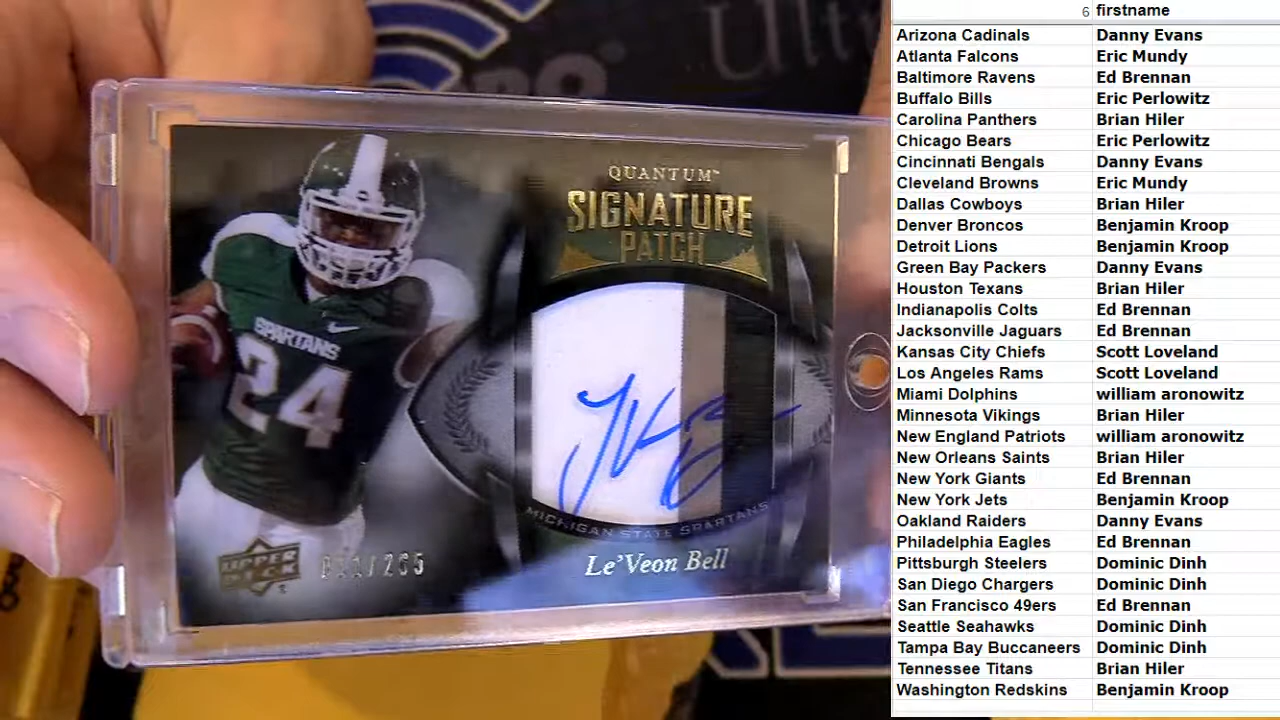 QUANTUM™
SIGNATURE
PATCH
SPARTANS
24
MICHIGAN STATE SPARTANS
Le'Veon Bell
UPPER DECK
6 firstname
Arizona Cadinals Danny Evans
Atlanta Falcons Eric Mundy
Baltimore Ravens Ed Brennan
Buffalo Bills Eric Perlowitz
Carolina Panthers Brian Hiler
Chicago Bears Eric Perlowitz
Cincinnati Bengals Danny Evans
Cleveland Browns Eric Mundy
Dallas Cowboys Brian Hiler
Denver Broncos Benjamin Kroop
Detroit Lions Benjamin Kroop
Green Bay Packers Danny Evans
Houston Texans Brian Hiler
Indianapolis Colts Ed Brennan
Jacksonville Jaguars Ed Brennan
Kansas City Chiefs Scott Loveland
Los Angeles Rams Scott Loveland
Miami Dolphins william aronowitz
Minnesota Vikings Brian Hiler
New England Patriots william aronowitz
New Orleans Saints Brian Hiler
New York Giants Ed Brennan
New York Jets Benjamin Kroop
Oakland Raiders Danny Evans
Philadelphia Eagles Ed Brennan
Pittsburgh Steelers Dominic Dinh
San Diego Chargers Dominic Dinh
San Francisco 49ers Ed Brennan
Seattle Seahawks Dominic Dinh
Tampa Bay Buccaneers Dominic Dinh
Tennessee Titans Brian Hiler
Washington Redskins Benjamin Kroop